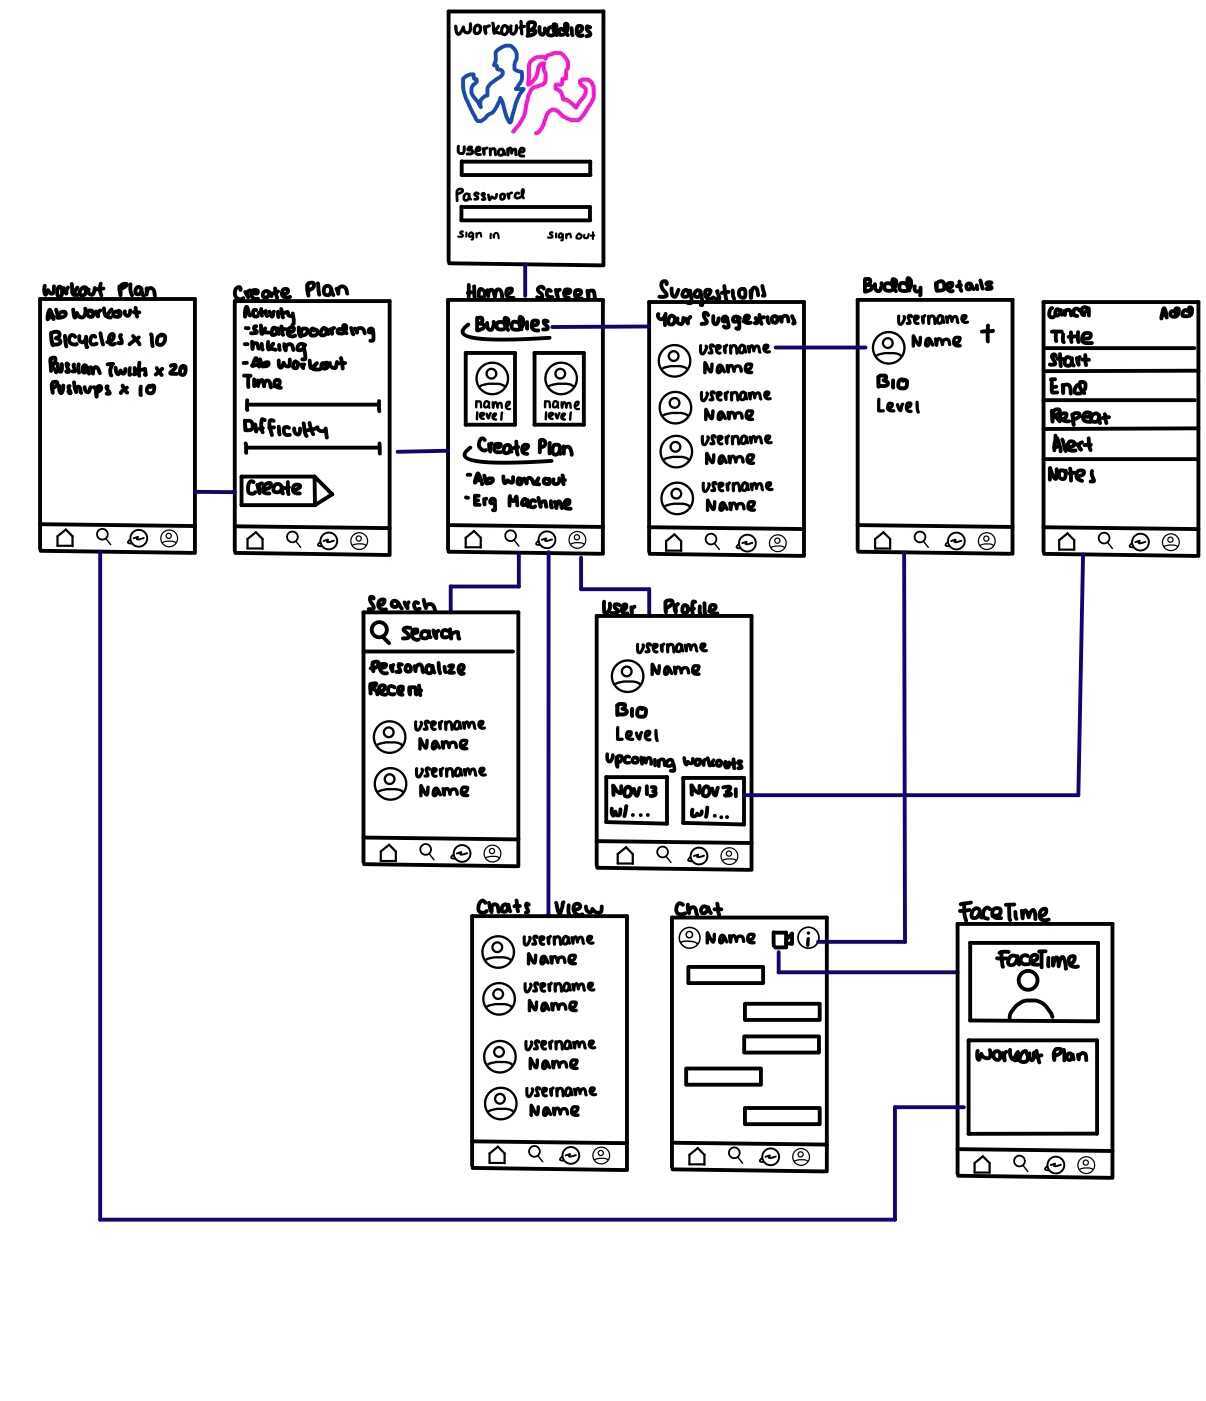 WorkoutBuddies
Username
Password
Sign in
Sign out
Workout Plan
Ab Workout
Bicycles x 10
Russian Twists x 20
Pushups x 10
Create Plan
Activity
-Skateboarding
-hiking
-Ab Workout
Time
Difficulty
Create
Home Screen
Buddies
name
level
name
level
Create Plan
-Ab Workout
-Erg Machine
Suggestions
Your Suggestions
username
Name
username
Name
username
Name
username
Name
Buddy Details
username
Name +
Bio
Level
Cancel
Add
Title
Start
End
Repeat
Alert
Notes
Search
Search
Personalize
Recent
username
Name
username
Name
User Profile
username
Name
Bio
Level
Upcoming Workouts
Nov 13
w/...
Nov 21
w/...
Chats View
username
Name
username
Name
username
Name
username
Name
Chat
Name
i
FaceTime
FaceTime
Workout Plan